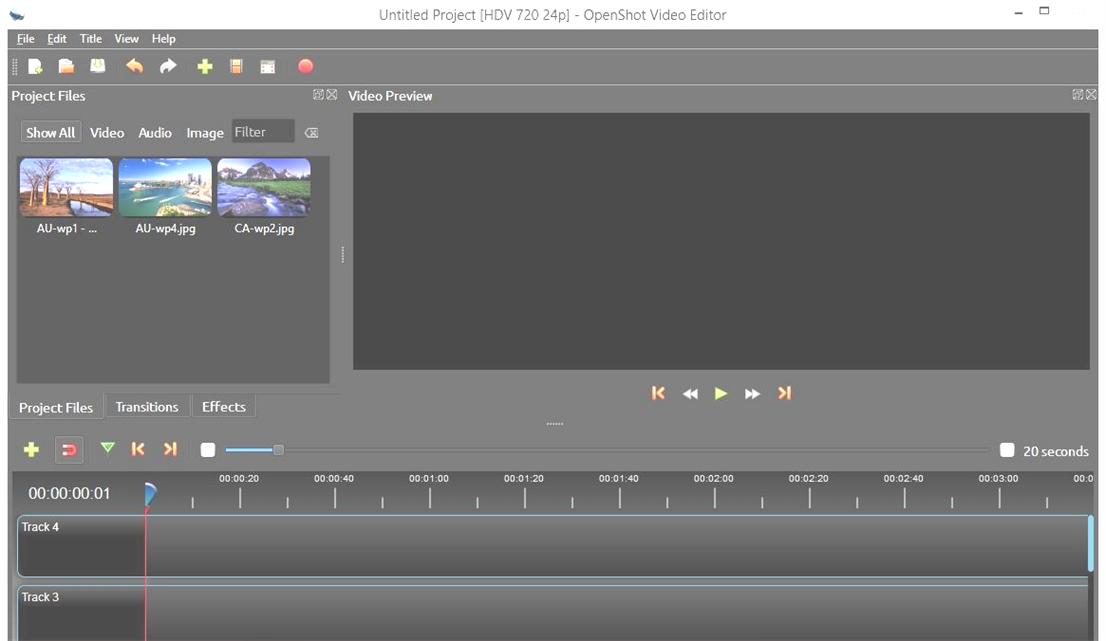 Untitled Project [HDV 720 24p] - OpenShot Video Editor
File Edit Title View Help
Project Files
Video Preview
Show All Video Audio Image Filter
AU-wp1 - ... AU-wp4.jpg CA-wp2.jpg
Project Files Transitions Effects
20 seconds
00:00:00:01
00:00:20 00:00:40 00:01:00 00:01:20 00:01:40 00:02:00 00:02:20 00:02:40 00:03:00 00:0
Track 4
Track 3